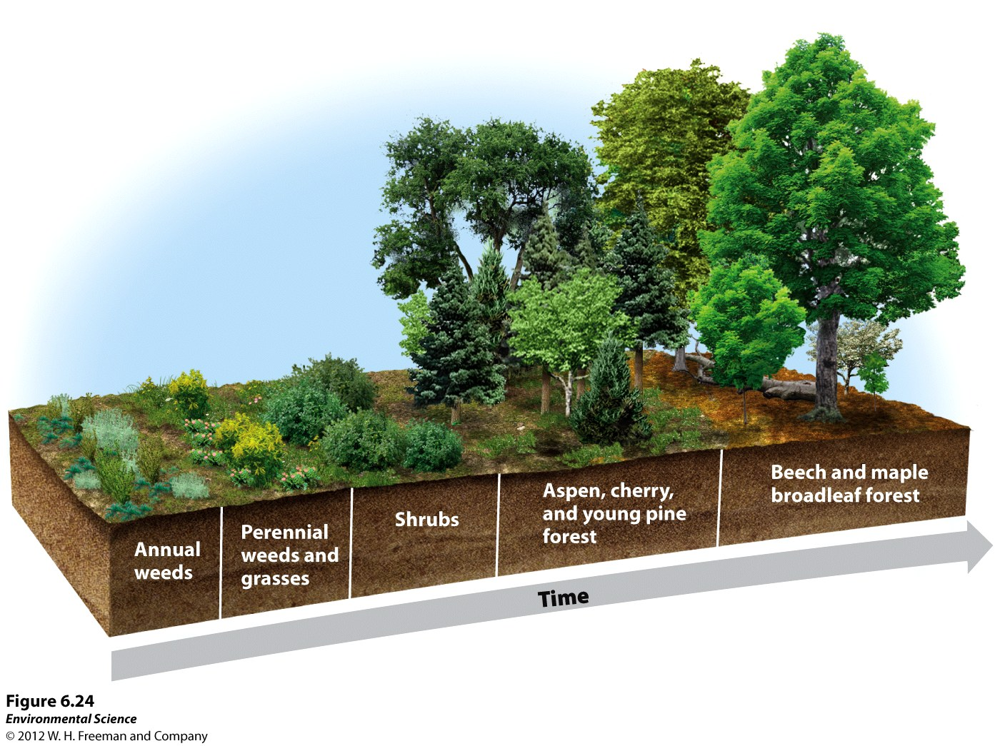 Annual
weeds
Perennial
weeds and
grasses
Shrubs
Aspen, cherry,
and young pine
forest
Beech and maple
broadleaf forest
Time
Figure 6.24
Environmental Science
© 2012 W. H. Freeman and Company